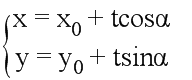 x = x₀ + tcosα
y = y₀ + tsinα